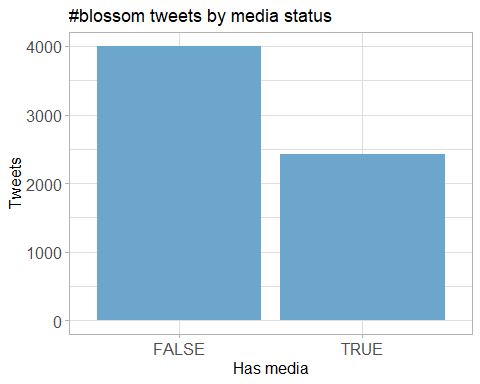 #blossom tweets by media status
Tweets
4000
3000
2000
1000
0
FALSE TRUE
Has media